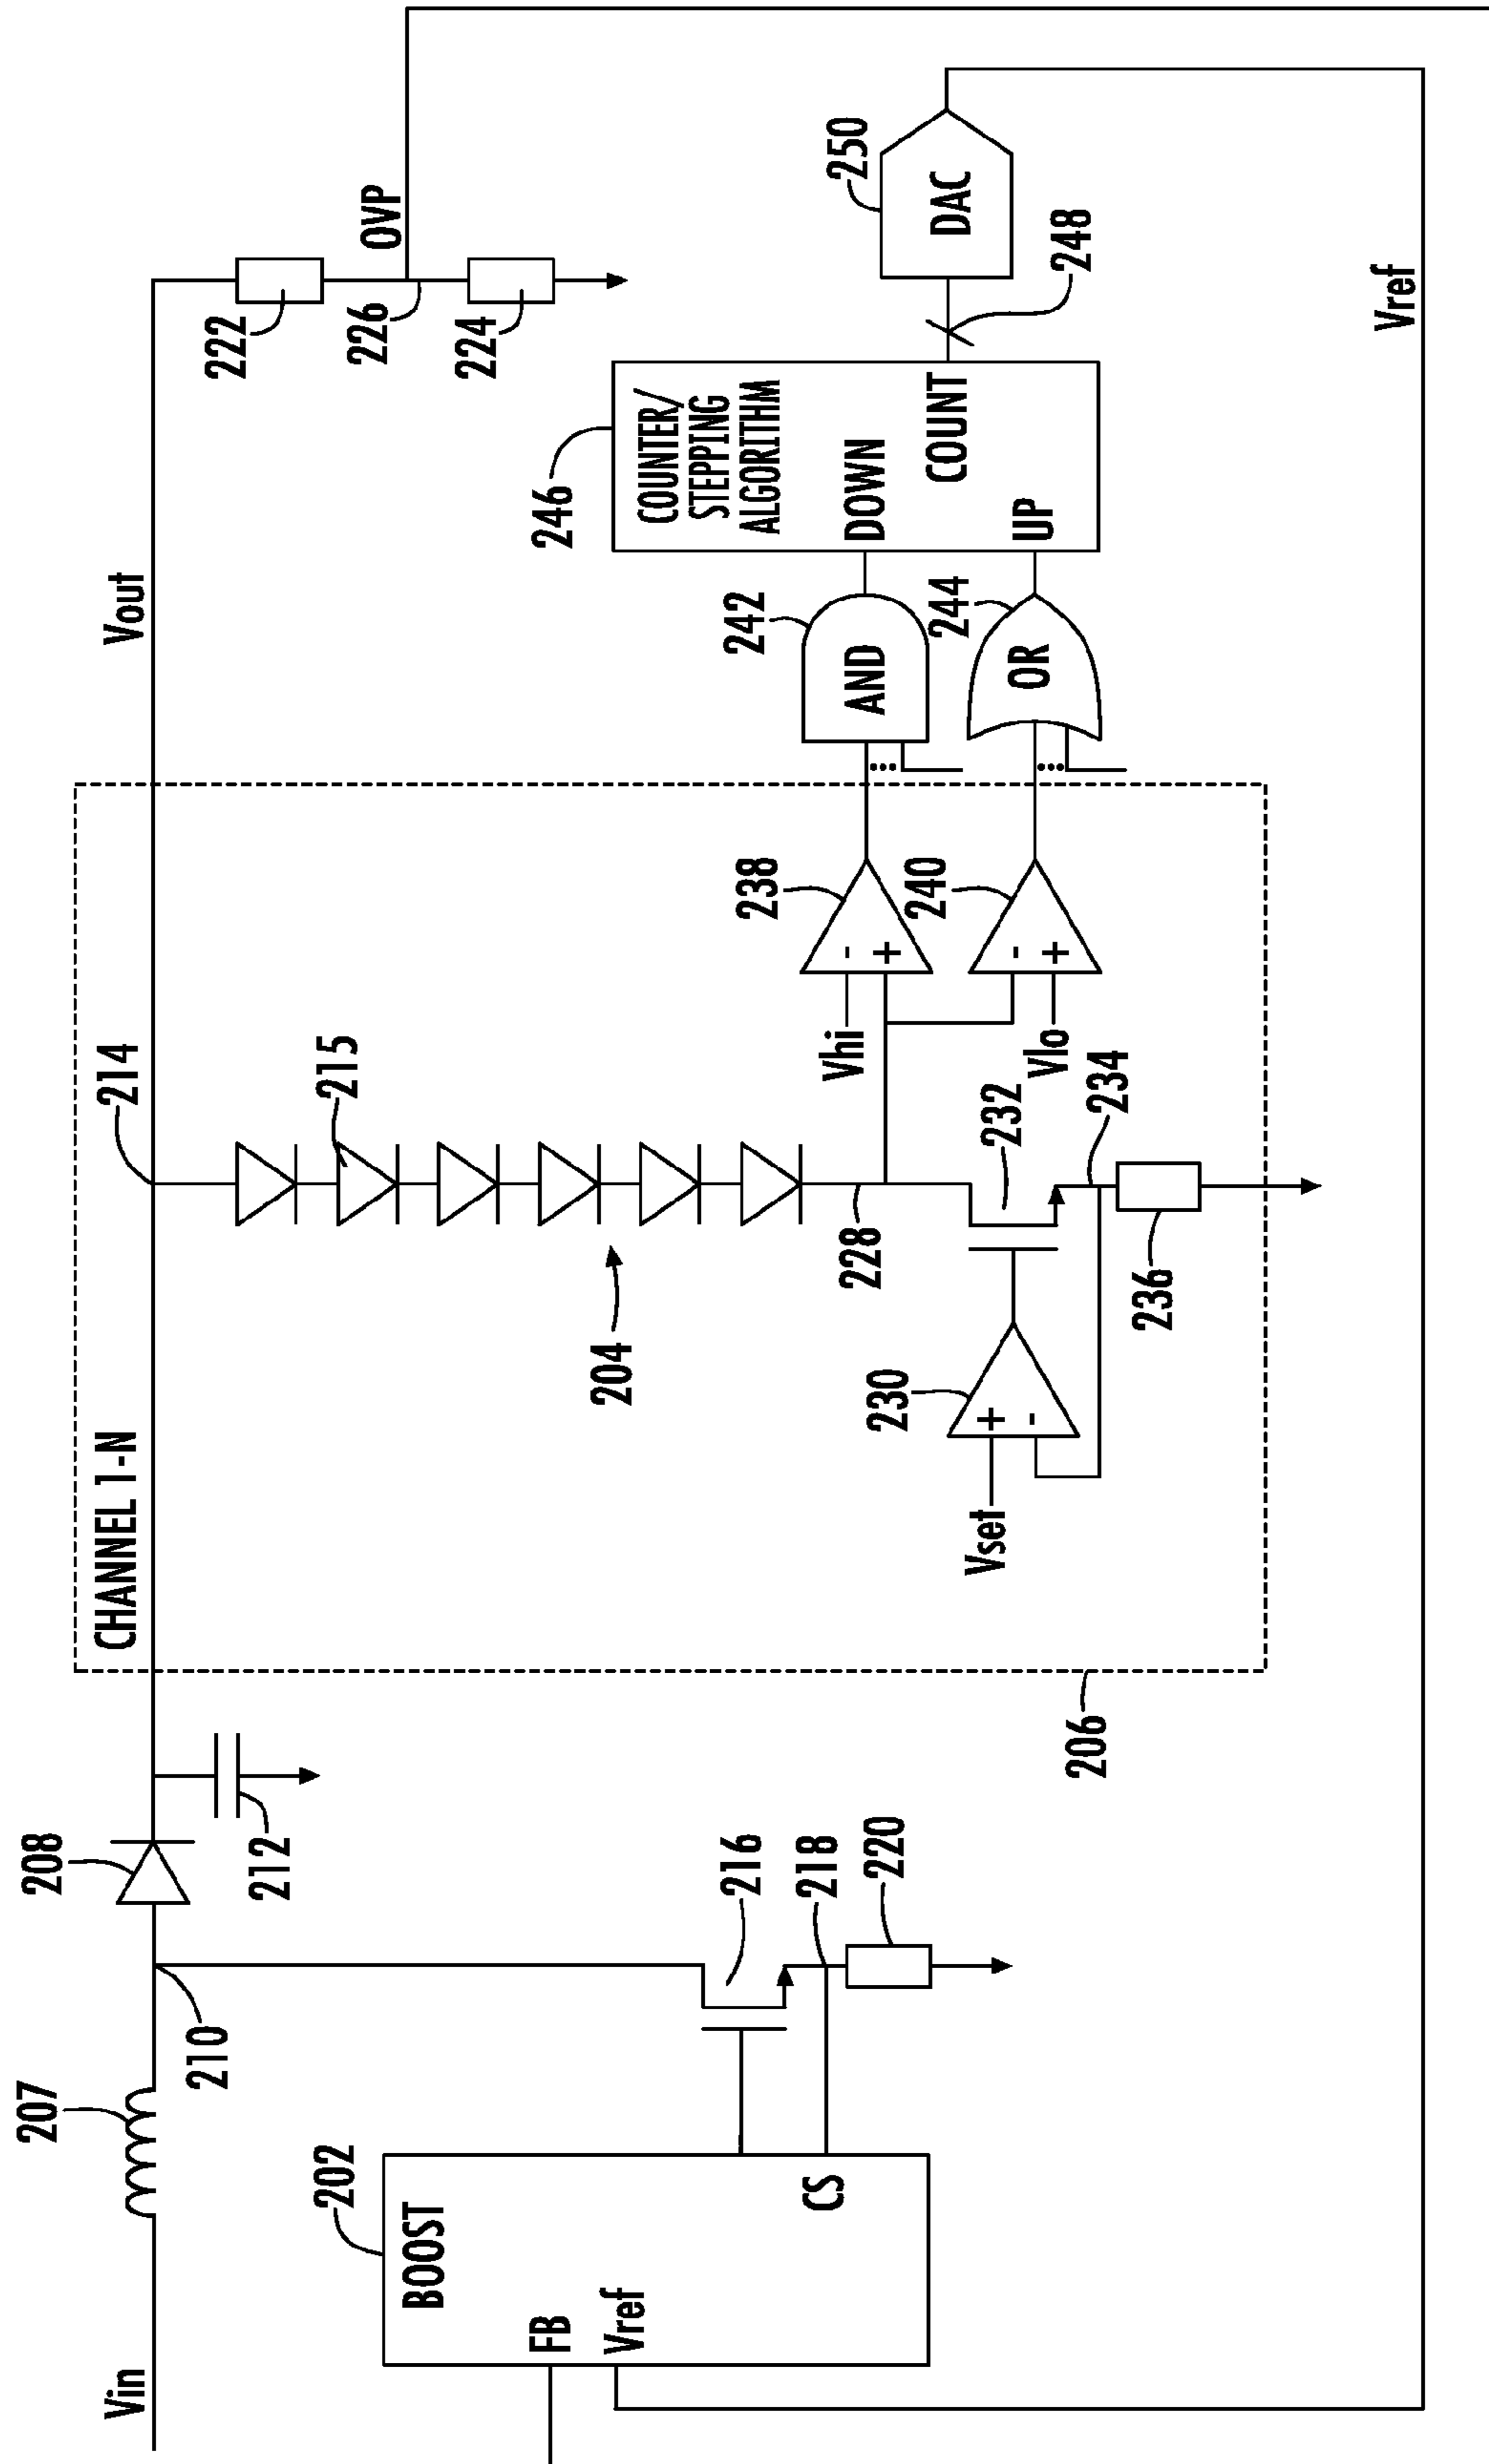 Vin
207
210
208
212
CHANNEL 1-N
214
Vout
222
226
OVP
224
202
BOOST
FB
Vref
CS
216
218
220
204
215
228
Vset
230
232
234
236
206
Vhi
238
Vlo
240
-
+
-
+
+
-
...
AND
242
...
OR
244
246
COUNTER/
STEPPING
ALGORITHM
DOWN
COUNT
UP
248
250
DAC
Vref